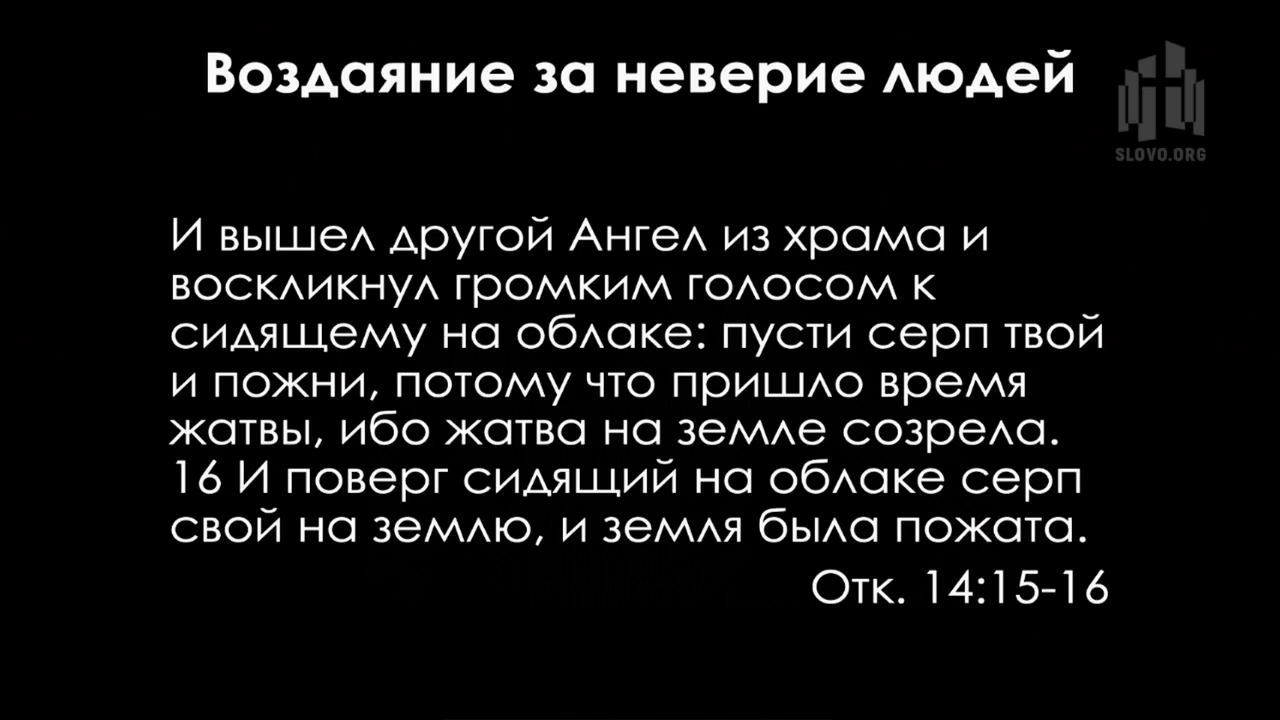 Воздаяние за неверие людей
SLOVO.ORG
И вышел другой Ангел из храма и
воскликнул громким голосом к
сидящему на облаке: пусти серп твой
и пожни, потому что пришло время
жатвы, ибо жатва на земле созрела.
16 И поверг сидящий на облаке серп
свой на землю, и земля была пожата.
Отк. 14:15-16